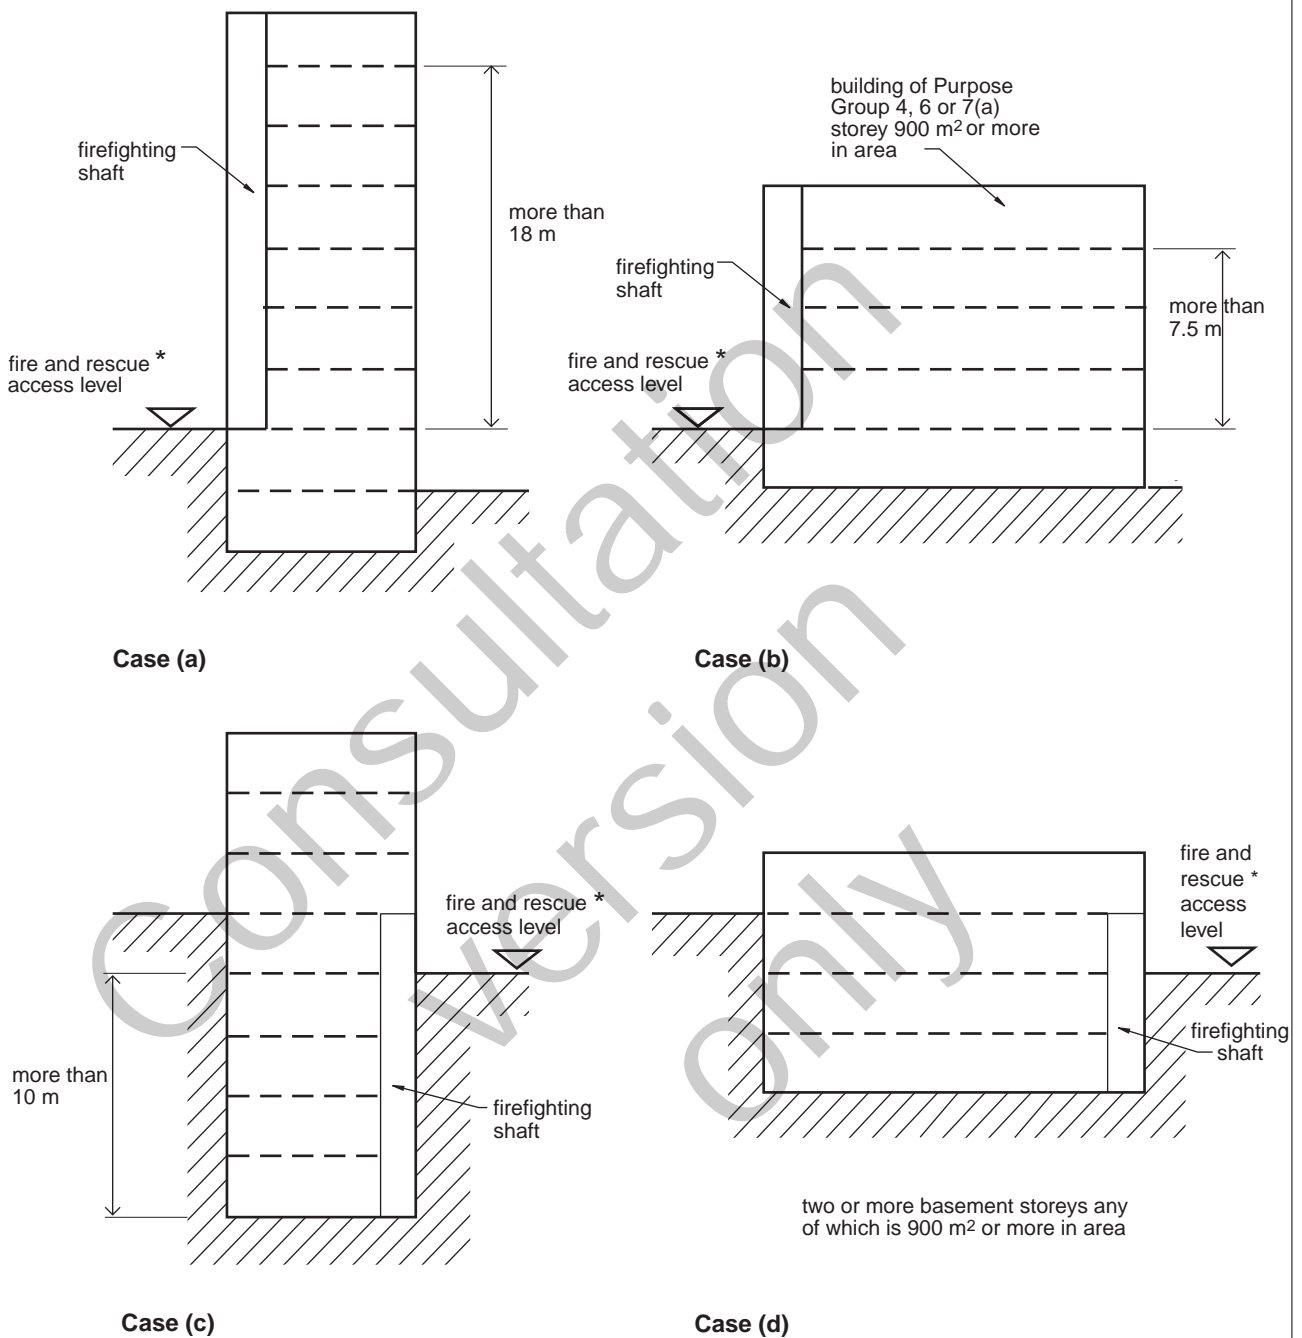 firefighting
shaft
more than
18 m
fire and rescue *
access level
Case (a)
building of Purpose
Group 4, 6 or 7(a)
storey 900 m² or more
in area
firefighting
shaft
more than
7.5 m
fire and rescue *
access level
Case (b)
fire and rescue *
access level
more than
10 m
firefighting
shaft
Case (c)
fire and
rescue *
access
level
firefighting
shaft
two or more basement storeys any
of which is 900 m² or more in area
Case (d)
Consultation
version
only